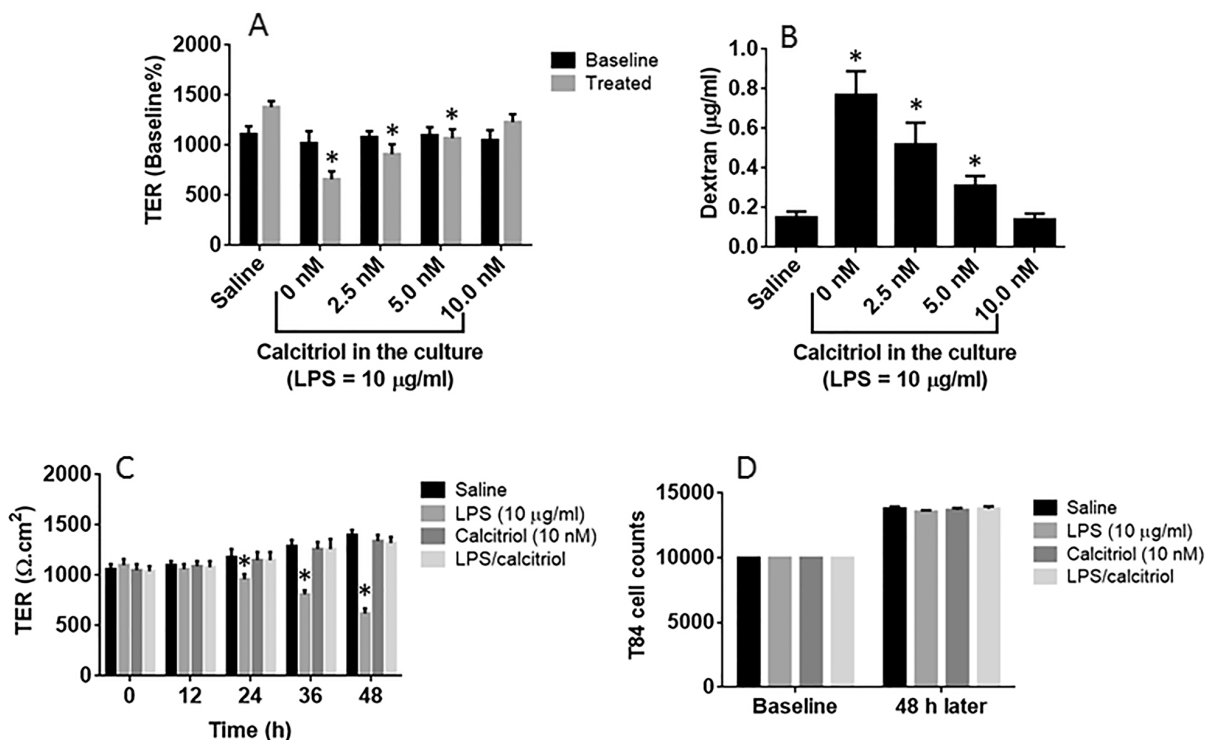 A
TER (Baseline%)
2000
1500
1000
500
0
Baseline
Treated
*
*
*
Saline
0 nM
2.5 nM
5.0 nM
10.0 nM
Calcitriol in the culture
(LPS = 10 μg/ml)
B
Dextran (μg/ml)
1.0
0.8
0.6
0.4
0.2
0.0
*
*
*
Saline
0 nM
2.5 nM
5.0 nM
10.0 nM
Calcitriol in the culture
(LPS = 10 μg/ml)
C
TER (Ω.cm²)
2000
1500
1000
500
0
Saline
LPS (10 μg/ml)
Calcitriol (10 nM)
LPS/calcitriol
*
*
*
0 12 24 36 48
Time (h)
D
T84 cell counts
15000
10000
5000
0
Saline
LPS (10 μg/ml)
Calcitriol (10 nM)
LPS/calcitriol
Baseline 48 h later